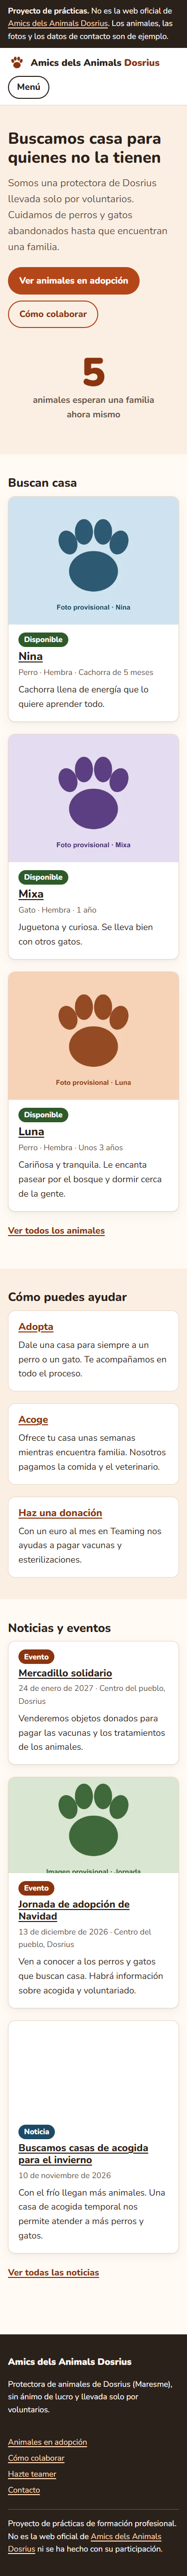 Proyecto de prácticas. No es la web oficial de
Amics dels Animals Dosrius. Los animales, las
fotos y los datos de contacto son de ejemplo.
Amics dels Animals Dosrius
Menú
Buscamos casa para
quienes no la tienen
Somos una protectora de Dosrius
llevada solo por voluntarios.
Cuidamos de perros y gatos
abandonados hasta que encuentran
una familia.
Ver animales en adopción
Cómo colaborar
5
animales esperan una familia
ahora mismo
Buscan casa
Foto provisional · Nina
Disponible
Nina
Perro · Hembra · Cachorra de 5 meses
Cachorra llena de energía que lo
quiere aprender todo.
Foto provisional · Mixa
Disponible
Mixa
Gato · Hembra · 1 año
Juguetona y curiosa. Se lleva bien
con otros gatos.
Foto provisional · Luna
Disponible
Luna
Perro · Hembra · Unos 3 años
Cariñosa y tranquila. Le encanta
pasear por el bosque y dormir cerca
de la gente.
Ver todos los animales
Cómo puedes ayudar
Adopta
Dale una casa para siempre a un
perro o un gato. Te acompañamos en
todo el proceso.
Acoge
Ofrece tu casa unas semanas
mientras encuentra familia. Nosotros
pagamos la comida y el veterinario.
Haz una donación
Con un euro al mes en Teaming nos
ayudas a pagar vacunas y
esterilizaciones.
Noticias y eventos
Evento
Mercadillo solidario
24 de enero de 2027 · Centro del pueblo,
Dosrius
Venderemos objetos donados para
pagar las vacunas y los tratamientos
de los animales.
Imagen provisional · Jornada
Evento
Jornada de adopción de
Navidad
13 de diciembre de 2026 · Centro del
pueblo, Dosrius
Ven a conocer a los perros y gatos
que buscan casa. Habrá información
sobre acogida y voluntariado.
Noticia
Buscamos casas de acogida
para el invierno
10 de noviembre de 2026
Con el frío llegan más animales. Una
casa de acogida temporal nos
permite atender a más perros y
gatos.
Ver todas las noticias
Amics dels Animals Dosrius
Protectora de animales de Dosrius (Maresme),
sin ánimo de lucro y llevada solo por
voluntarios.
Animales en adopción
Cómo colaborar
Hazte teamer
Contacto
Proyecto de prácticas de formación profesional.
No es la web oficial de Amics dels Animals
Dosrius ni se ha hecho con su participación.